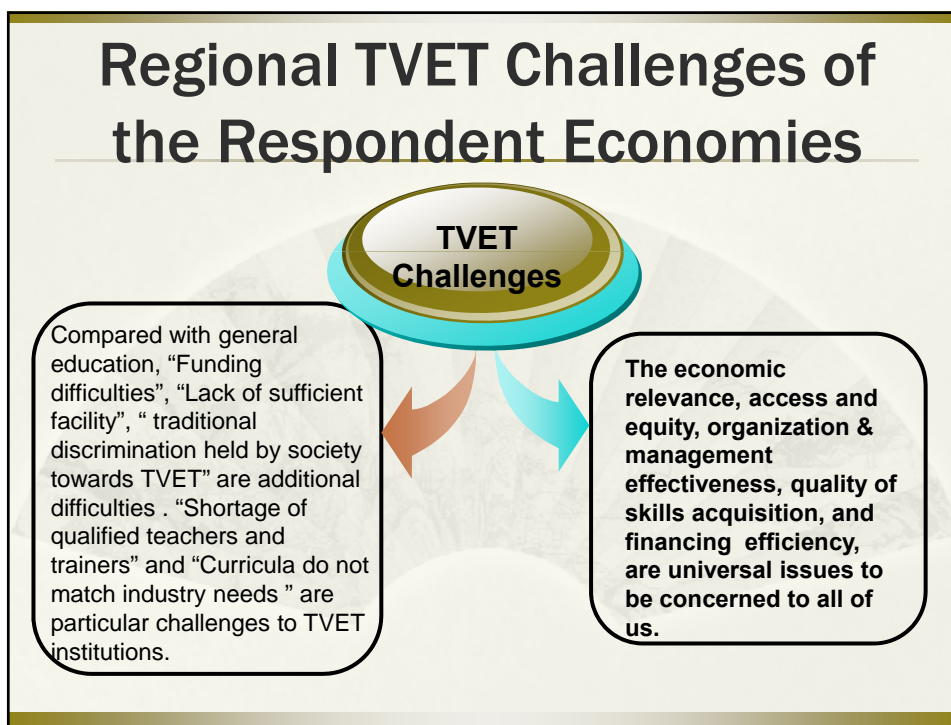 Regional TVET Challenges of
the Respondent Economies
TVET
Challenges
Compared with general
education, “Funding
difficulties”, “Lack of sufficient
facility”, “ traditional
discrimination held by society
towards TVET” are additional
difficulties . “Shortage of
qualified teachers and
trainers” and “Curricula do not
match industry needs ” are
particular challenges to TVET
institutions.
The economic
relevance, access and
equity, organization &
management
effectiveness, quality of
skills acquisition, and
financing  efficiency,
are universal issues to
be concerned to all of
us.